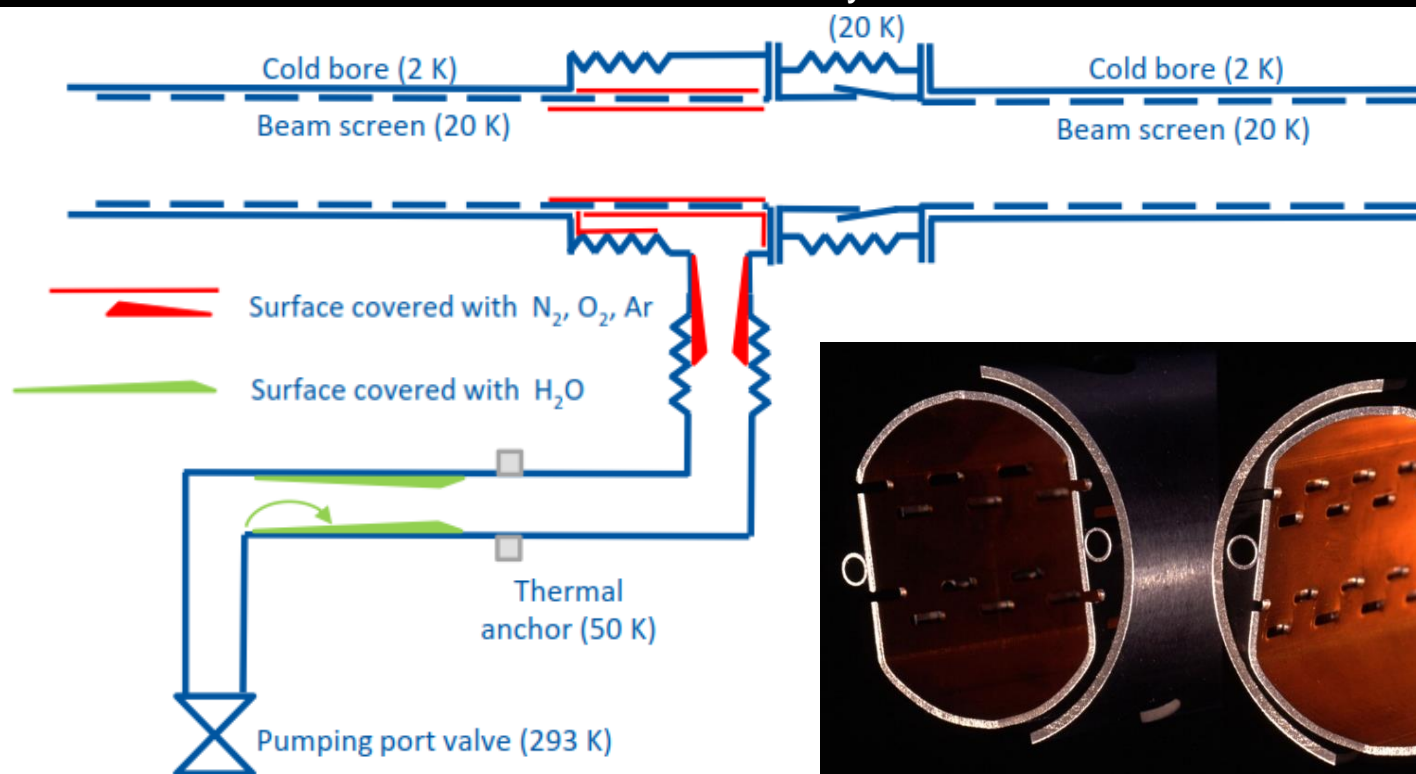 (20 K)
Cold bore (2 K)
Cold bore (2 K)
Beam screen (20 K)
Beam screen (20 K)
Surface covered with N₂, O₂, Ar
Surface covered with H₂O
Thermal
anchor (50 K)
Pumping port valve (293 K)